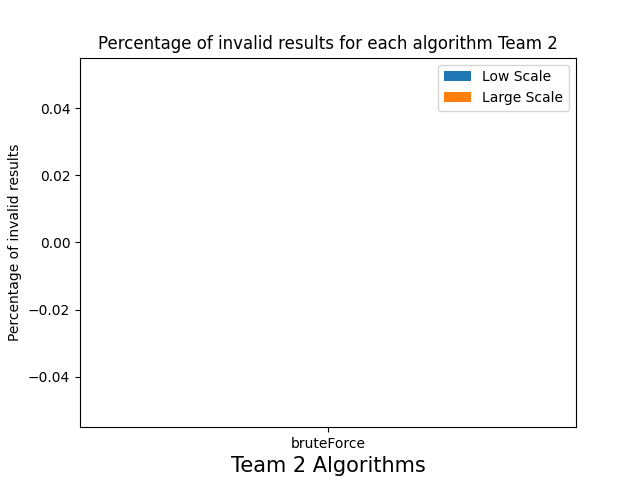 Percentage of invalid results for each algorithm Team 2
Low Scale
Large Scale
Percentage of invalid results
0.04
0.02
0.00
−0.02
−0.04
bruteForce
Team 2 Algorithms